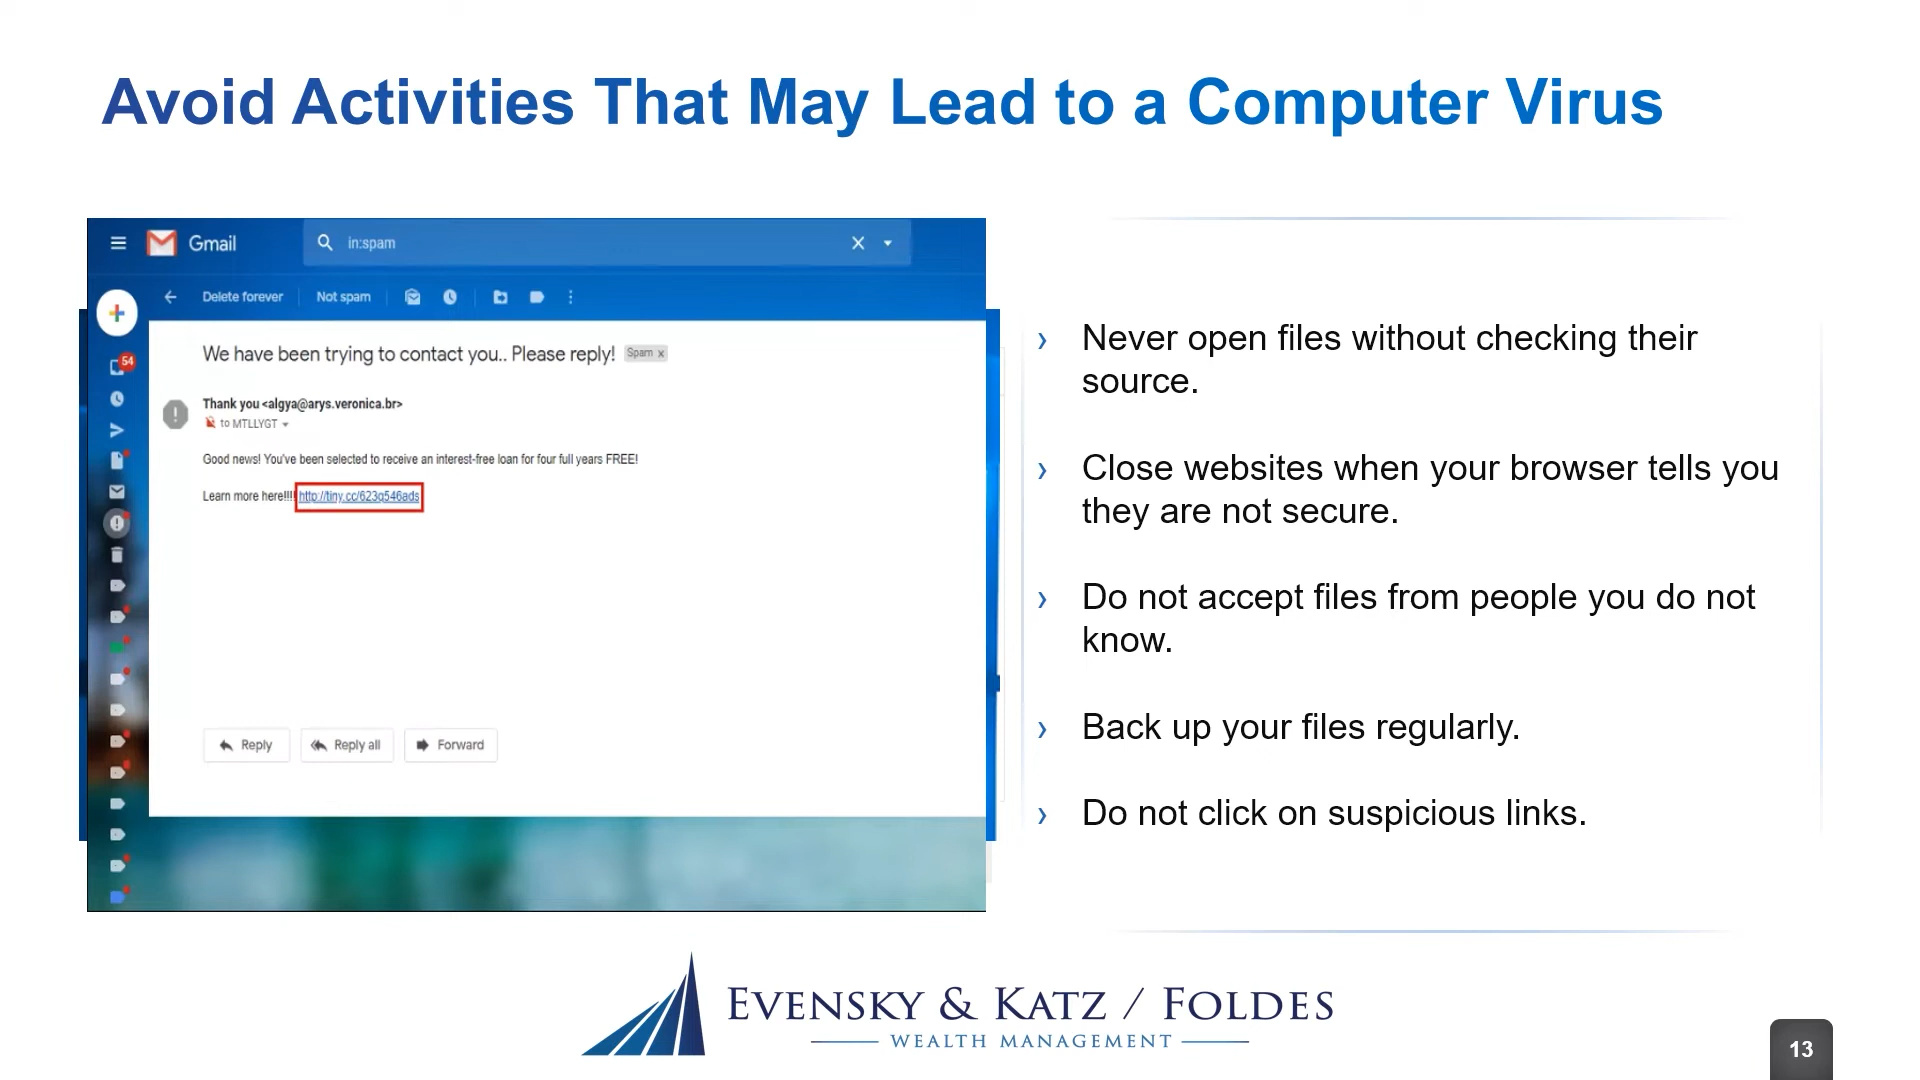 Avoid Activities That May Lead to a Computer Virus
Gmail
in:spam
Delete forever
Not spam
54
We have been trying to contact you.. Please reply! Spam x
Thank you <algya@arys.veronica.br>
to MTLLYGT
Good news! You've been selected to receive an interest-free loan for four full years FREE!
Learn more here!!!! http://tiny.cc/623q546ads
Reply
Reply all
Forward
› Never open files without checking their
source.
› Close websites when your browser tells you
they are not secure.
› Do not accept files from people you do not
know.
› Back up your files regularly.
› Do not click on suspicious links.
EVENSKY & KATZ / FOLDES
WEALTH MANAGEMENT
13